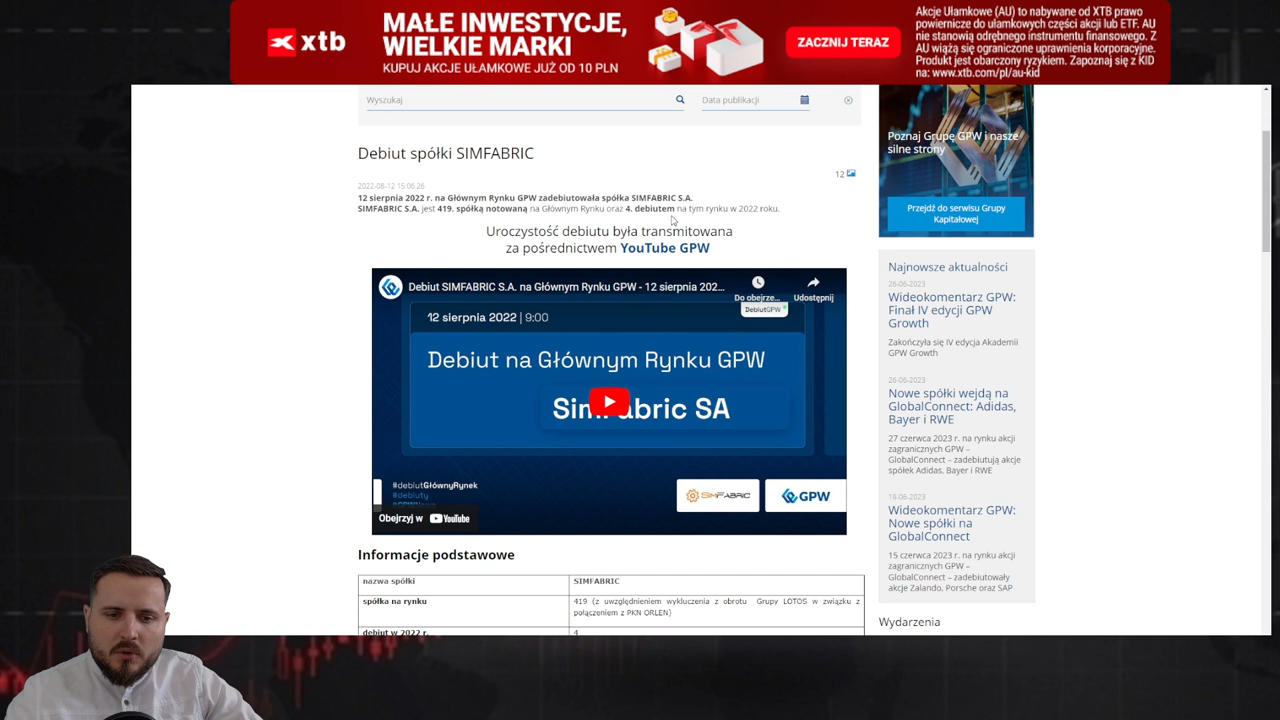 xtb
MAŁE INWESTYCJE,
WIELKIE MARKI
KUPUJ AKCJE UŁAMKOWE JUŻ OD 10 PLN
ZACZNIJ TERAZ
Akcje Ułamkowe (AU) to nabywane od XTB prawo
powiernicze do ułamkowych części akcji lub ETF. AU
nie stanowią odrębnego instrumentu finansowego. Z
AU wiążą się ograniczone uprawnienia korporacyjne.
Produkt jest obarczony ryzykiem. Zapoznaj się z KID
na: www.xtb.com/pl/au-kid
Wyszukaj
Data publikacji
Debiut spółki SIMFABRIC
12
2022-08-12 15:06:26
12 sierpnia 2022 r. na Głównym Rynku GPW zadebiutowała spółka SIMFABRIC S.A.
SIMFABRIC S.A. jest 419. spółką notowaną na Głównym Rynku oraz 4. debiutem na tym rynku w 2022 roku.
Uroczystość debiutu była transmitowana
za pośrednictwem YouTube GPW
Debiut SIMFABRIC S.A. na Głównym Rynku GPW - 12 sierpnia 202...
Do obejrze...
Udostępnij
12 sierpnia 2022 | 9:00
DebiutGPW
Debiut na Głównym Rynku GPW
SimFabric SA
#debiutGłównyRynek
#debiuty
#GPWNews
SIMFABRIC
GPW
Obejrzyj w YouTube
Informacje podstawowe
nazwa spółki
SIMFABRIC
spółka na rynku
419 (z uwzględnieniem wykluczenia z obrotu Grupy LOTOS w związku z
połączeniem z PKN ORLEN)
debiut w 2022 r.
4
Poznaj Grupę GPW i nasze
silne strony
Przejdź do serwisu Grupy
Kapitałowej
Najnowsze aktualności
26-06-2023
Wideokomentarz GPW:
Finał IV edycji GPW
Growth
Zakończyła się IV edycja Akademii
GPW Growth
26-06-2023
Nowe spółki wejdą na
GlobalConnect: Adidas,
Bayer i RWE
27 czerwca 2023 r. na rynku akcji
zagranicznych GPW –
GlobalConnect – zadebiutują akcje
spółek Adidas, Bayer i RWE
19-06-2023
Wideokomentarz GPW:
Nowe spółki na
GlobalConnect
15 czerwca 2023 r. na rynku akcji
zagranicznych GPW –
GlobalConnect – zadebiutowały
akcje Zalando, Porsche oraz SAP
Wydarzenia